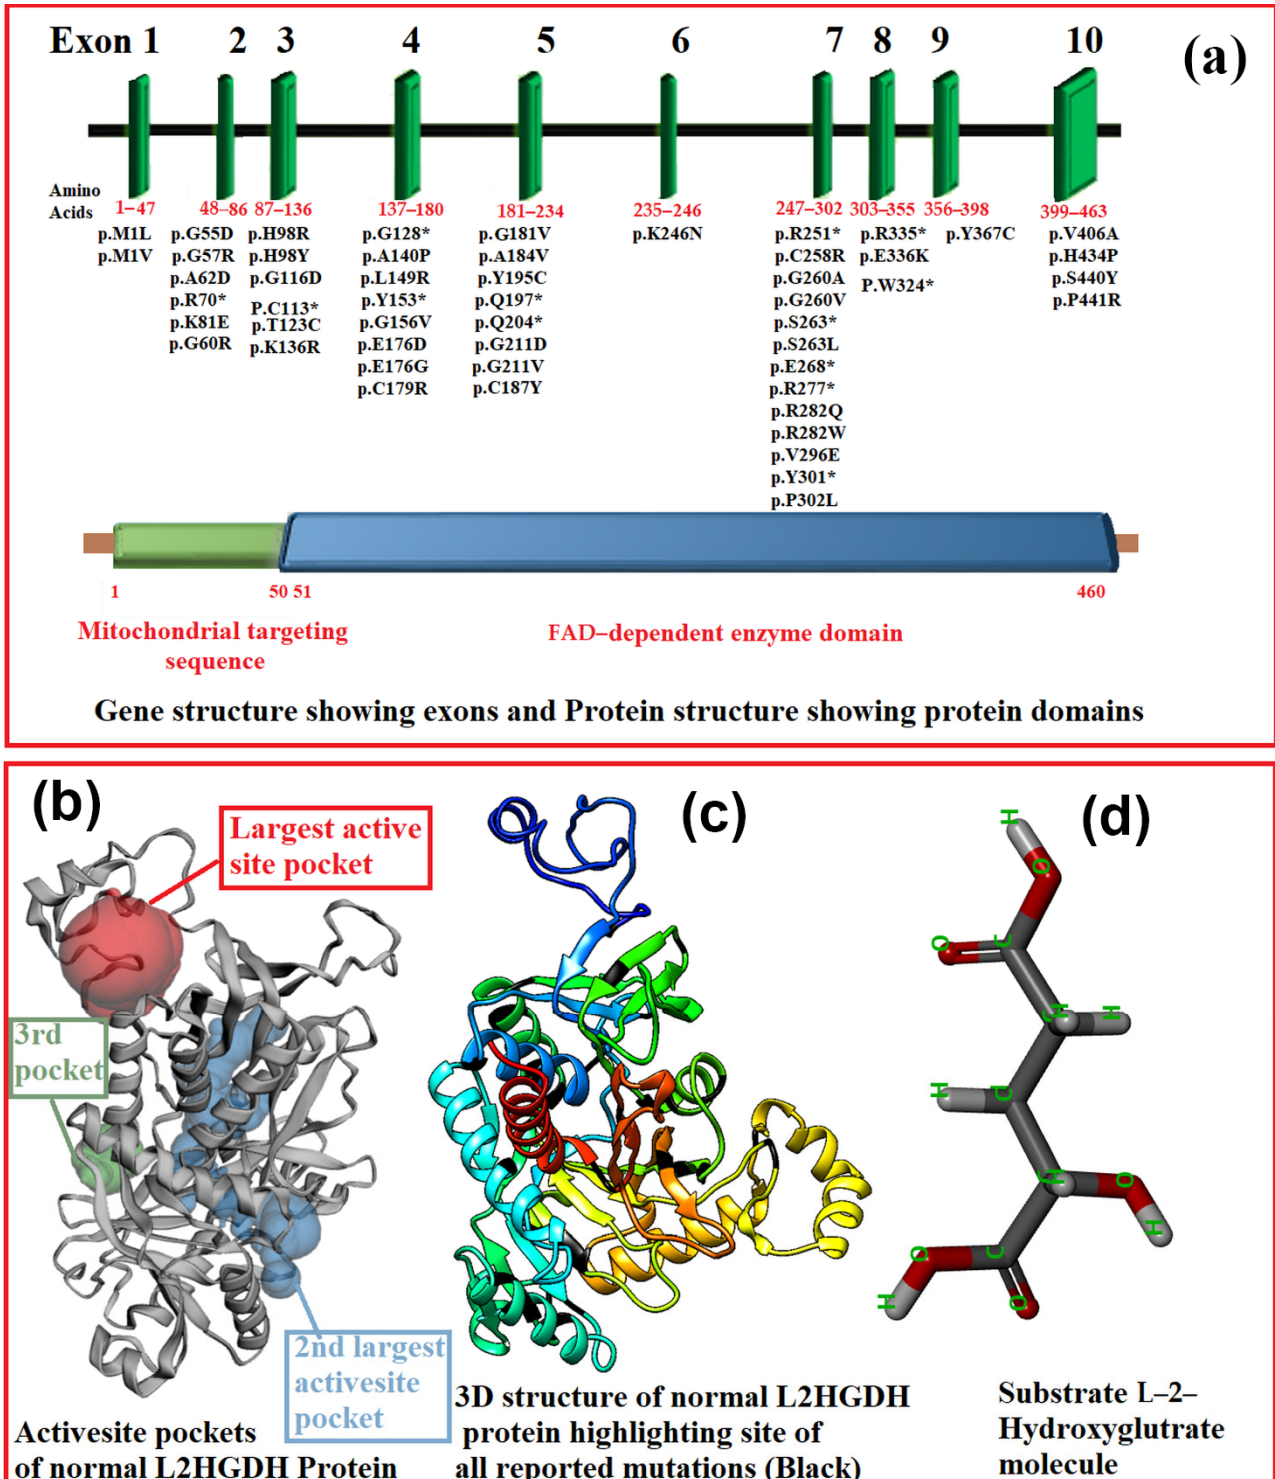 Exon 1 2 3 4 5 6 7 8 9 10
(a)
Amino
Acids
1–47 48–86 87–136 137–180 181–234 235–246 247–302 303–355 356–398 399–463
p.M1L
p.M1V
p.G55D
p.G57R
p.A62D
p.R70*
p.K81E
p.G60R
p.H98R
p.H98Y
p.G116D
P.C113*
p.T123C
p.K136R
p.G128*
p.A140P
p.L149R
p.Y153*
p.G156V
p.E176D
p.E176G
p.C179R
p.G181V
p.A184V
p.Y195C
p.Q197*
p.Q204*
p.G211D
p.G211V
p.C187Y
p.K246N
p.R251*
p.C258R
p.G260A
p.G260V
p.S263*
p.S263L
p.E268*
p.R277*
p.R282Q
p.R282W
p.V296E
p.Y301*
p.P302L
p.R335*
p.E336K
P.W324*
p.Y367C
p.V406A
p.H434P
p.S440Y
p.P441R
1 50 51 460
Mitochondrial targeting
sequence
FAD–dependent enzyme domain
Gene structure showing exons and Protein structure showing protein domains
(b)
Largest active
site pocket
3rd
pocket
2nd largest
activesite
pocket
Activesite pockets
of normal L2HGDH Protein
(c)
3D structure of normal L2HGDH
protein highlighting site of
all reported mutations (Black)
(d)
H
O
O
C
H
H
H
O
H
O
C
H
O
Substrate L–2–
Hydroxyglutrate
molecule